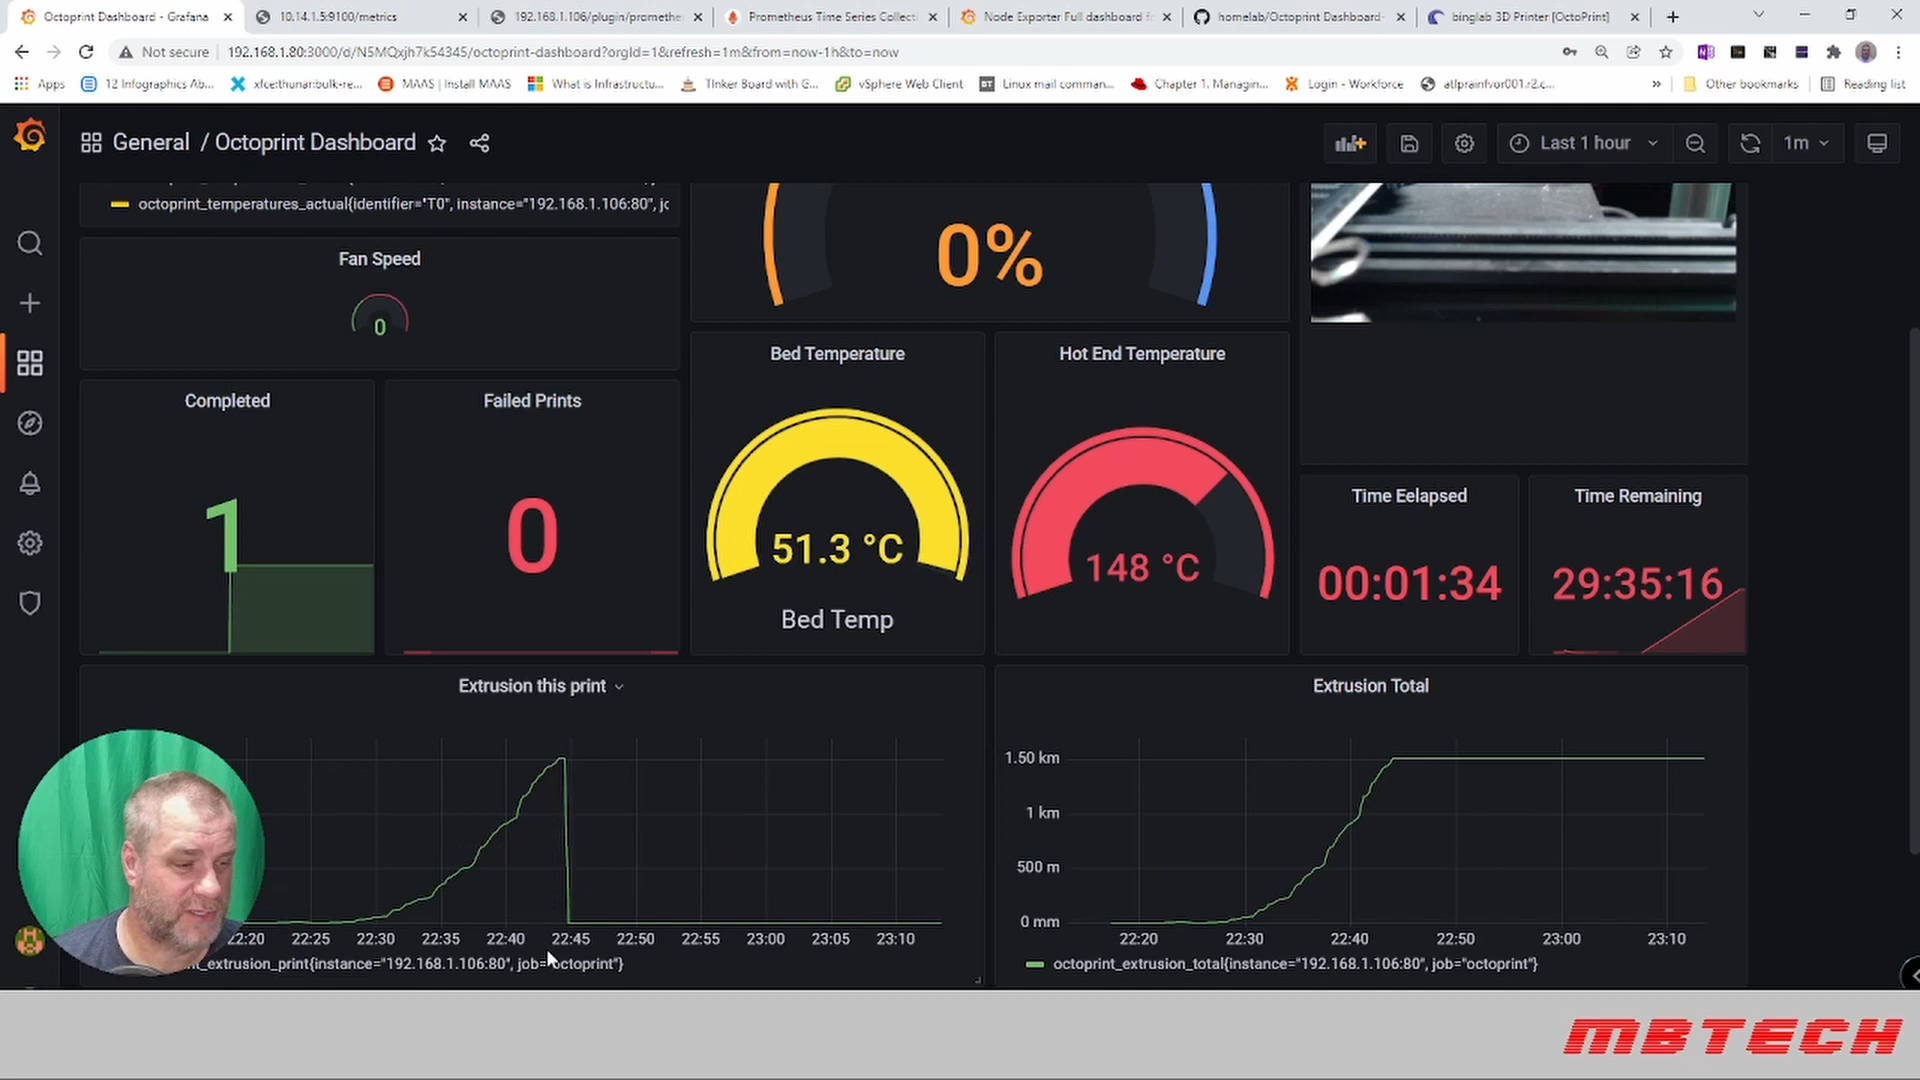 Octoprint Dashboard - Grafana
10.14.1.5:9100/metrics
192.168.1.106/plugin/promethe
Prometheus Time Series Collecti
Node Exporter Full dashboard f
homelab/Octoprint Dashboard-
binglab 3D Printer [OctoPrint]
Not secure
192.168.1.80:3000/d/N5MQxjh7k54345/octoprint-dashboard?orgId=1&refresh=1m&from=now-1h&to=now
Apps
12 Infographics Ab...
xfce:thunar:bulk-re...
MAAS | Install MAAS
What is Infrastructu...
TInker Board with G...
vSphere Web Client
Linux mail comman...
Chapter 1. Managin...
Login - Workforce
atlprainfvor001.r2.c...
»
Other bookmarks
Reading list
General / Octoprint Dashboard
Last 1 hour
1m
octoprint_temperatures_actual{identifier="T0", instance="192.168.1.106:80", jc
0%
Fan Speed
0
Completed
1
Failed Prints
0
Bed Temperature
51.3 °C
Bed Temp
Hot End Temperature
148 °C
Time Eelapsed
00:01:34
Time Remaining
29:35:16
Extrusion this print
22:20 22:25 22:30 22:35 22:40 22:45 22:50 22:55 23:00 23:05 23:10
nt_extrusion_print{instance="192.168.1.106:80", job="octoprint"}
Extrusion Total
1.50 km
1 km
500 m
0 mm
22:20 22:30 22:40 22:50 23:00 23:10
octoprint_extrusion_total{instance="192.168.1.106:80", job="octoprint"}
MBTECH